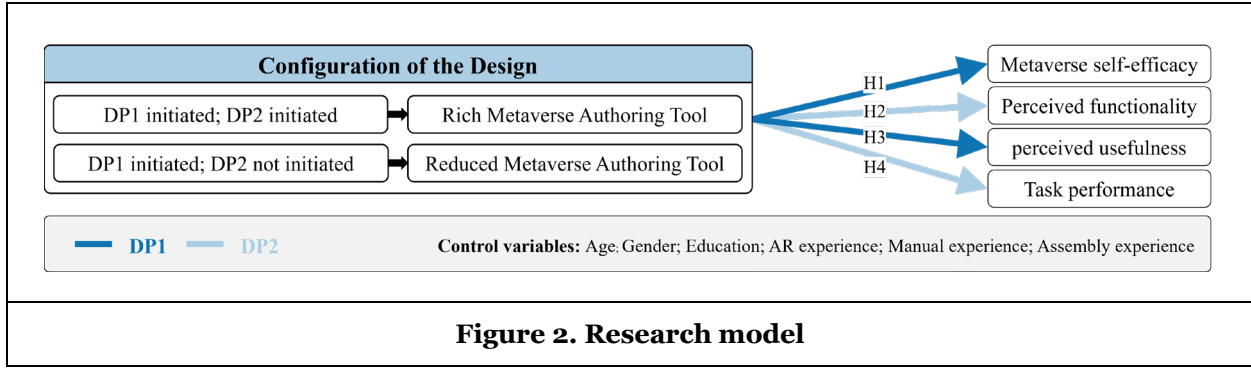 Configuration of the Design
DP1 initiated; DP2 initiated
Rich Metaverse Authoring Tool
DP1 initiated; DP2 not initiated
Reduced Metaverse Authoring Tool
H1
H2
H3
H4
Metaverse self-efficacy
Perceived functionality
perceived usefulness
Task performance
DP1
DP2
Control variables: Age; Gender; Education; AR experience; Manual experience; Assembly experience
Figure 2. Research model